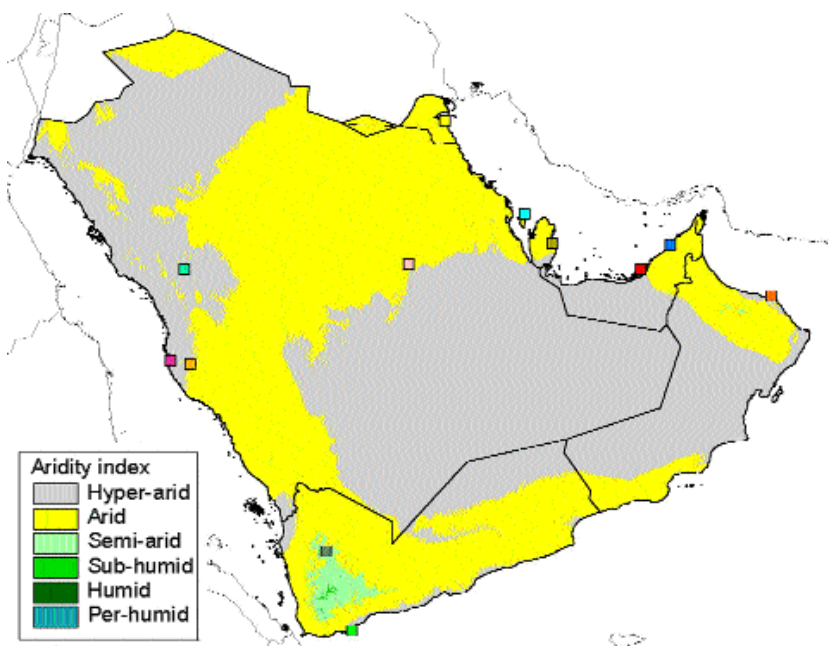 Aridity index
Hyper-arid
Arid
Semi-arid
Sub-humid
Humid
Per-humid